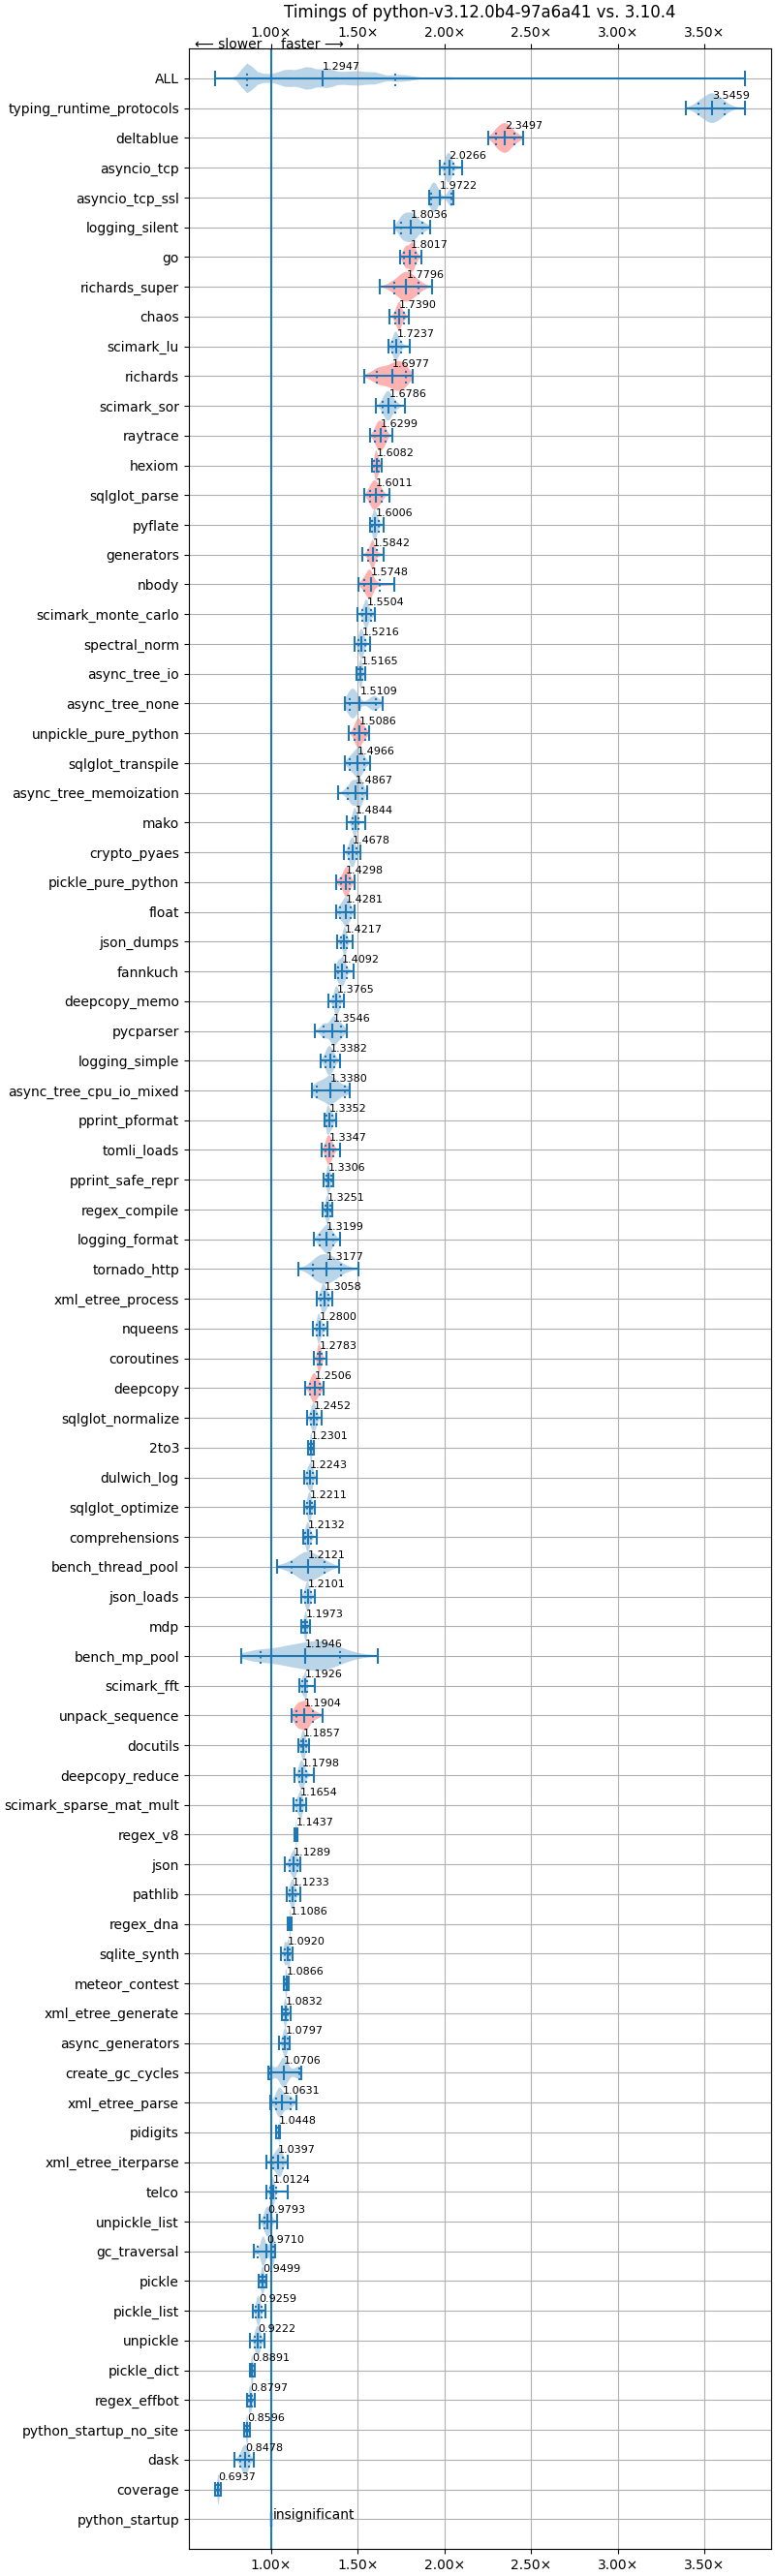 Timings of python-v3.12.0b4-97a6a41 vs. 3.10.4
1.00× 1.50× 2.00× 2.50× 3.00× 3.50×
⟵ slower faster ⟶
ALL 1.2947
typing_runtime_protocols 3.5459
deltablue 2.3497
asyncio_tcp 2.0266
asyncio_tcp_ssl 1.9722
logging_silent 1.8036
go 1.8017
richards_super 1.7796
chaos 1.7390
scimark_lu 1.7237
richards 1.6977
scimark_sor 1.6786
raytrace 1.6299
hexiom 1.6082
sqlglot_parse 1.6011
pyflate 1.6006
generators 1.5842
nbody 1.5748
scimark_monte_carlo 1.5504
spectral_norm 1.5216
async_tree_io 1.5165
async_tree_none 1.5109
unpickle_pure_python 1.5086
sqlglot_transpile 1.4966
async_tree_memoization 1.4867
mako 1.4844
crypto_pyaes 1.4678
pickle_pure_python 1.4298
float 1.4281
json_dumps 1.4217
fannkuch 1.4092
deepcopy_memo 1.3765
pycparser 1.3546
logging_simple 1.3382
async_tree_cpu_io_mixed 1.3380
pprint_pformat 1.3352
tomli_loads 1.3347
pprint_safe_repr 1.3306
regex_compile 1.3251
logging_format 1.3199
tornado_http 1.3177
xml_etree_process 1.3058
nqueens 1.2800
coroutines 1.2783
deepcopy 1.2506
sqlglot_normalize 1.2452
2to3 1.2301
dulwich_log 1.2243
sqlglot_optimize 1.2211
comprehensions 1.2132
bench_thread_pool 1.2121
json_loads 1.2101
mdp 1.1973
bench_mp_pool 1.1946
scimark_fft 1.1926
unpack_sequence 1.1904
docutils 1.1857
deepcopy_reduce 1.1798
scimark_sparse_mat_mult 1.1654
regex_v8 1.1437
json 1.1289
pathlib 1.1233
regex_dna 1.1086
sqlite_synth 1.0920
meteor_contest 1.0866
xml_etree_generate 1.0832
async_generators 1.0797
create_gc_cycles 1.0706
xml_etree_parse 1.0631
pidigits 1.0448
xml_etree_iterparse 1.0397
telco 1.0124
unpickle_list 0.9793
gc_traversal 0.9710
pickle 0.9499
pickle_list 0.9259
unpickle 0.9222
pickle_dict 0.8891
regex_effbot 0.8797
python_startup_no_site 0.8596
dask 0.8478
coverage 0.6937
python_startup insignificant
1.00× 1.50× 2.00× 2.50× 3.00× 3.50×